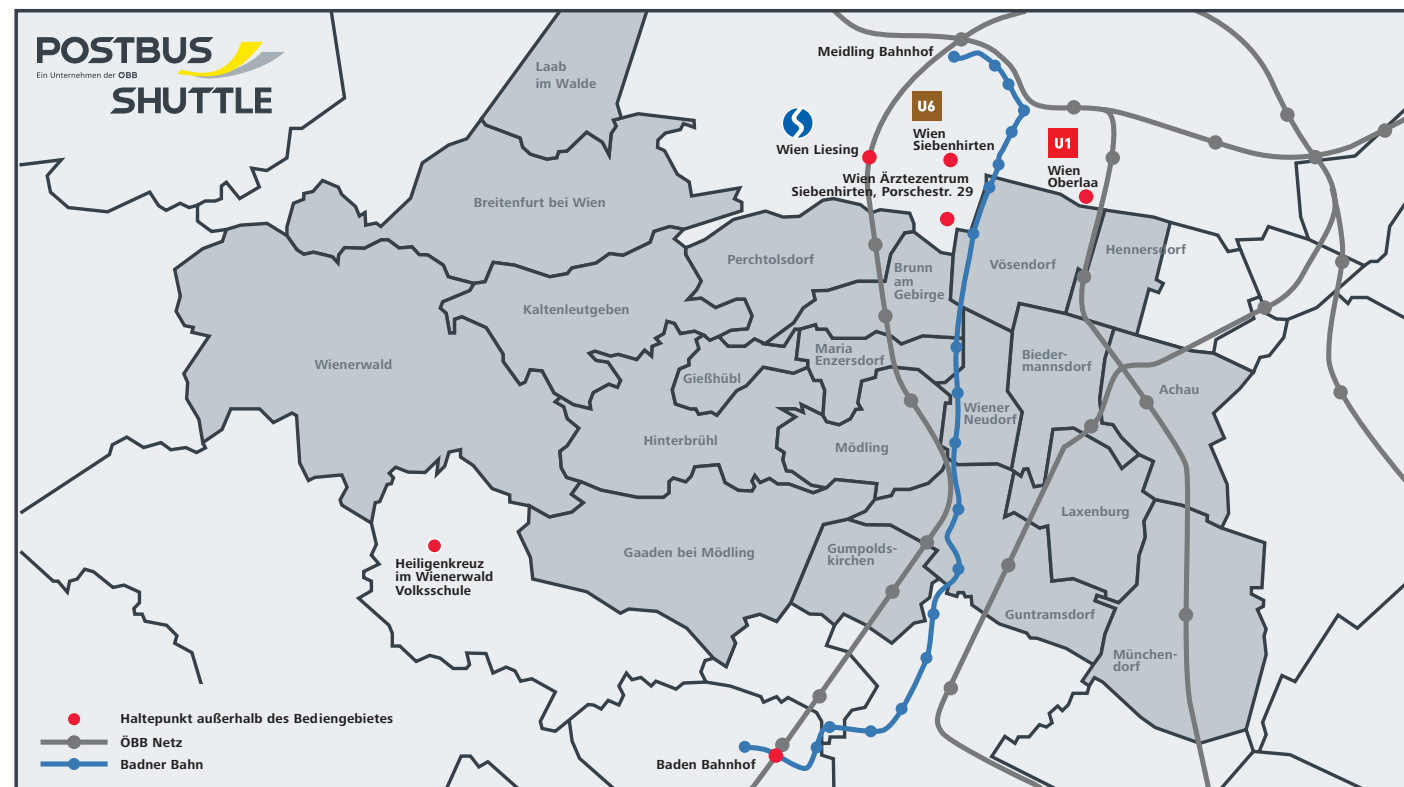 POSTBUS
Ein Unternehmen der ÖBB
SHUTTLE
Laab
im Walde
Meidling Bahnhof
U6
Wien
Siebenhirten
U1
Wien
Oberlaa
Wien Liesing
Wien Ärztezentrum
Siebenhirten, Porschestr. 29
Breitenfurt bei Wien
Perchtolsdorf
Brunn
am
Gebirge
Vösendorf
Hennersdorf
Kaltenleutgeben
Wienerwald
Gießhübl
Maria
Enzersdorf
Bieder-
mannsdorf
Achau
Wiener
Neudorf
Hinterbrühl
Mödling
Laxenburg
Gaaden bei Mödling
Gumpolds-
kirchen
Heiligenkreuz
im Wienerwald
Volksschule
Guntramsdorf
München-
dorf
Haltepunkt außerhalb des Bediengebietes
ÖBB Netz
Badner Bahn
Baden Bahnhof